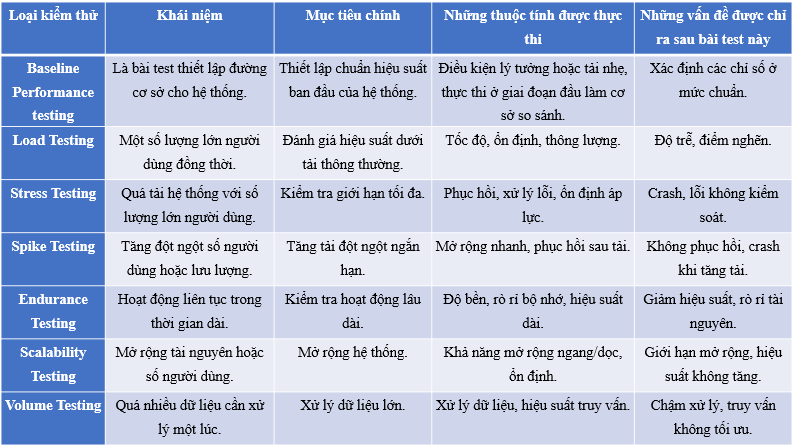 Loại kiểm thử
Khái niệm
Mục tiêu chính
Những thuộc tính được thực
thi
Những vấn đề được chỉ
ra sau bài test này
Baseline
Performance
testing
Là bài test thiết lập đường
cơ sở cho hệ thống.
Thiết lập chuẩn hiệu suất
ban đầu của hệ thống.
Điều kiện lý tưởng hoặc tải nhẹ,
thực thi ở giai đoạn đầu làm cơ
sở so sánh.
Xác định các chỉ số ở
mức chuẩn.
Load Testing
Một số lượng lớn người
dùng đồng thời.
Đánh giá hiệu suất dưới
tải thông thường.
Tốc độ, ổn định, thông lượng.
Độ trễ, điểm nghẽn.
Stress Testing
Quá tải hệ thống với số
lượng lớn người dùng.
Kiểm tra giới hạn tối đa.
Phục hồi, xử lý lỗi, ổn định áp
lực.
Crash, lỗi không kiểm
soát.
Spike Testing
Tăng đột ngột số người
dùng hoặc lưu lượng.
Tăng tải đột ngột ngắn
hạn.
Mở rộng nhanh, phục hồi sau tải.
Không phục hồi, crash
khi tăng tải.
Endurance
Testing
Hoạt động liên tục trong
thời gian dài.
Kiểm tra hoạt động lâu
dài.
Độ bền, rò rỉ bộ nhớ, hiệu suất
dài.
Giảm hiệu suất, rò rỉ tài
nguyên.
Scalability
Testing
Mở rộng tài nguyên hoặc
số người dùng.
Mở rộng hệ thống.
Khả năng mở rộng ngang/dọc,
ổn định.
Giới hạn mở rộng, hiệu
suất không tăng.
Volume Testing
Quá nhiều dữ liệu cần xử
lý một lúc.
Xử lý dữ liệu lớn.
Xử lý dữ liệu, hiệu suất truy vấn.
Chậm xử lý, truy vấn
không tối ưu.